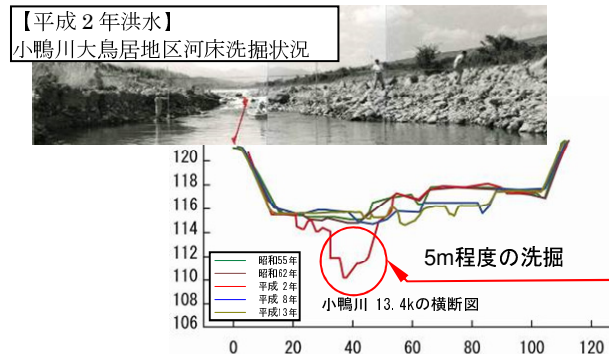 【平成２年洪水】
小鴨川大鳥居地区河床洗掘状況
120
118
116
114
112
110
108
106
昭和55年
昭和62年
平成 2年
平成 8年
平成13年
5m程度の洗掘
小鴨川 13.4kの横断図
0 20 40 60 80 100 120